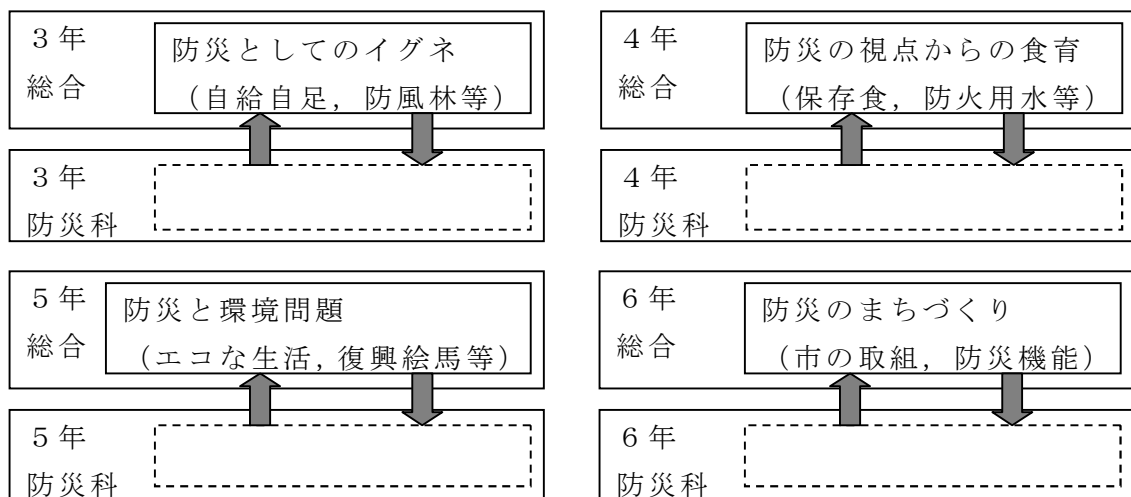 ３年
総合
防災としてのイグネ
（自給自足，防風林等）
３年
防災科
４年
総合
防災の視点からの食育
（保存食，防火用水等）
４年
防災科
５年
総合
防災と環境問題
（エコな生活，復興絵馬等）
５年
防災科
６年
総合
防災のまちづくり
（市の取組，防災機能）
６年
防災科